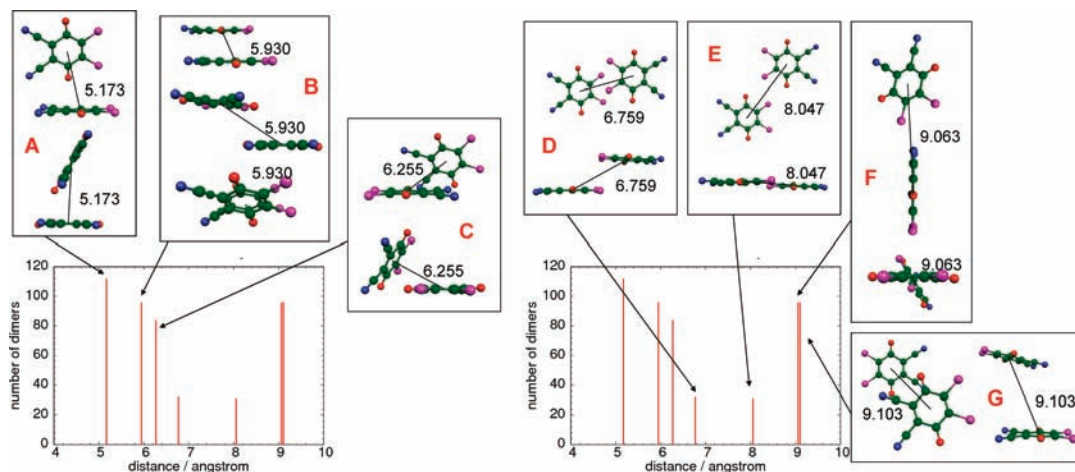 5.173
A
5.173
5.930
B
5.930
5.930
6.255
C
6.255
6.759
D
6.759
E
8.047
8.047
9.063
F
9.063
9.103
G
9.103
120
100
80
60
40
20
0
number of dimers
4 5 6 7 8 9 10
distance / angstrom
120
100
80
60
40
20
0
number of dimers
4 5 6 7 8 9 10
distance / angstrom